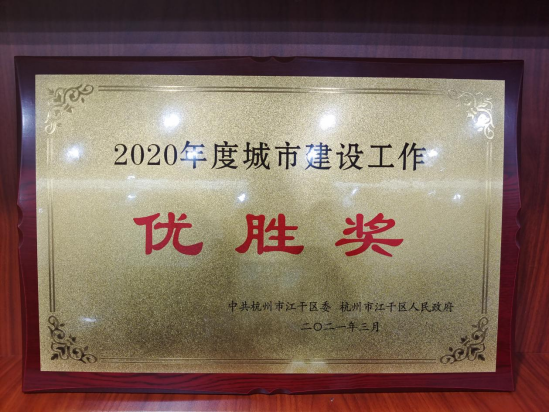 2020年度城市建设工作
优胜奖
中共杭州市江干区委 杭州市江干区人民政府
二〇二一年三月